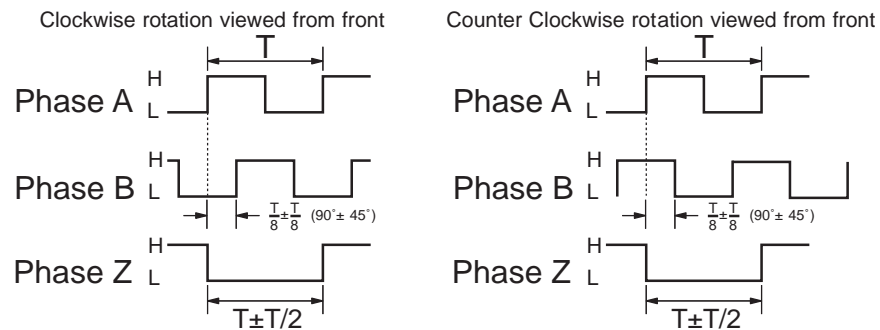 Clockwise rotation viewed from front
T
H
Phase A L
H
Phase B L
T/8±T/8 (90°± 45°)
H
Phase Z L
T±T/2
Counter Clockwise rotation viewed from front
T
H
Phase A L
H
Phase B L
T/8±T/8 (90°± 45°)
H
Phase Z L
T±T/2